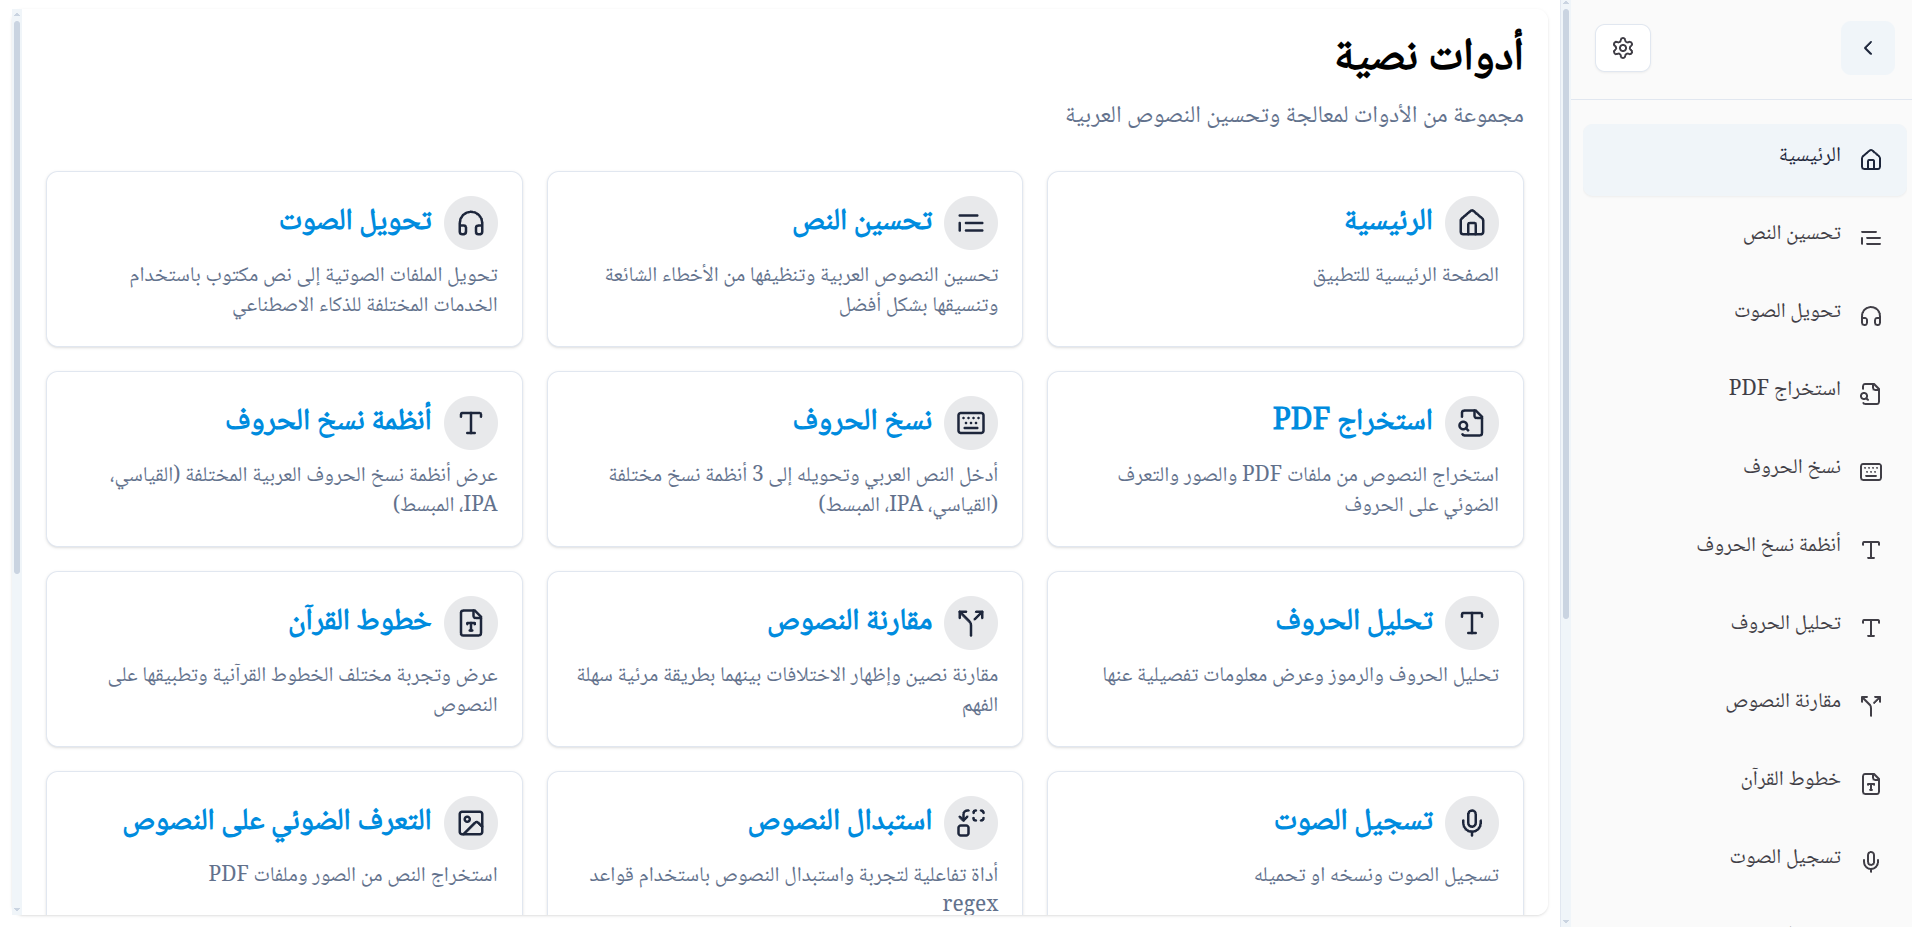 الرئيسية
تحسين النص
تحويل الصوت
استخراج PDF
نسخ الحروف
أنظمة نسخ الحروف
تحليل الحروف
مقارنة النصوص
خطوط القرآن
تسجيل الصوت
أدوات نصية
مجموعة من الأدوات لمعالجة وتحسين النصوص العربية
الرئيسية
الصفحة الرئيسية للتطبيق
تحسين النص
تحسين النصوص العربية وتنظيفها من الأخطاء الشائعة
وتنسيقها بشكل أفضل
تحويل الصوت
تحويل الملفات الصوتية إلى نص مكتوب باستخدام
الخدمات المختلفة للذكاء الاصطناعي
استخراج PDF
استخراج النصوص من ملفات PDF والصور والتعرف
الضوئي على الحروف
نسخ الحروف
أدخل النص العربي وتحويله إلى 3 أنظمة نسخ مختلفة
(القياسي، IPA، المبسط)
أنظمة نسخ الحروف
عرض أنظمة نسخ الحروف العربية المختلفة (القياسي،
IPA، المبسط)
تحليل الحروف
تحليل الحروف والرموز وعرض معلومات تفصيلية عنها
مقارنة النصوص
مقارنة نصين وإظهار الاختلافات بينهما بطريقة مرئية سهلة
الفهم
خطوط القرآن
عرض وتجربة مختلف الخطوط القرآنية وتطبيقها على
النصوص
تسجيل الصوت
تسجيل الصوت ونسخه او تحميله
استبدال النصوص
أداة تفاعلية لتجربة واستبدال النصوص باستخدام قواعد
regex
التعرف الضوئي على النصوص
استخراج النص من الصور وملفات PDF